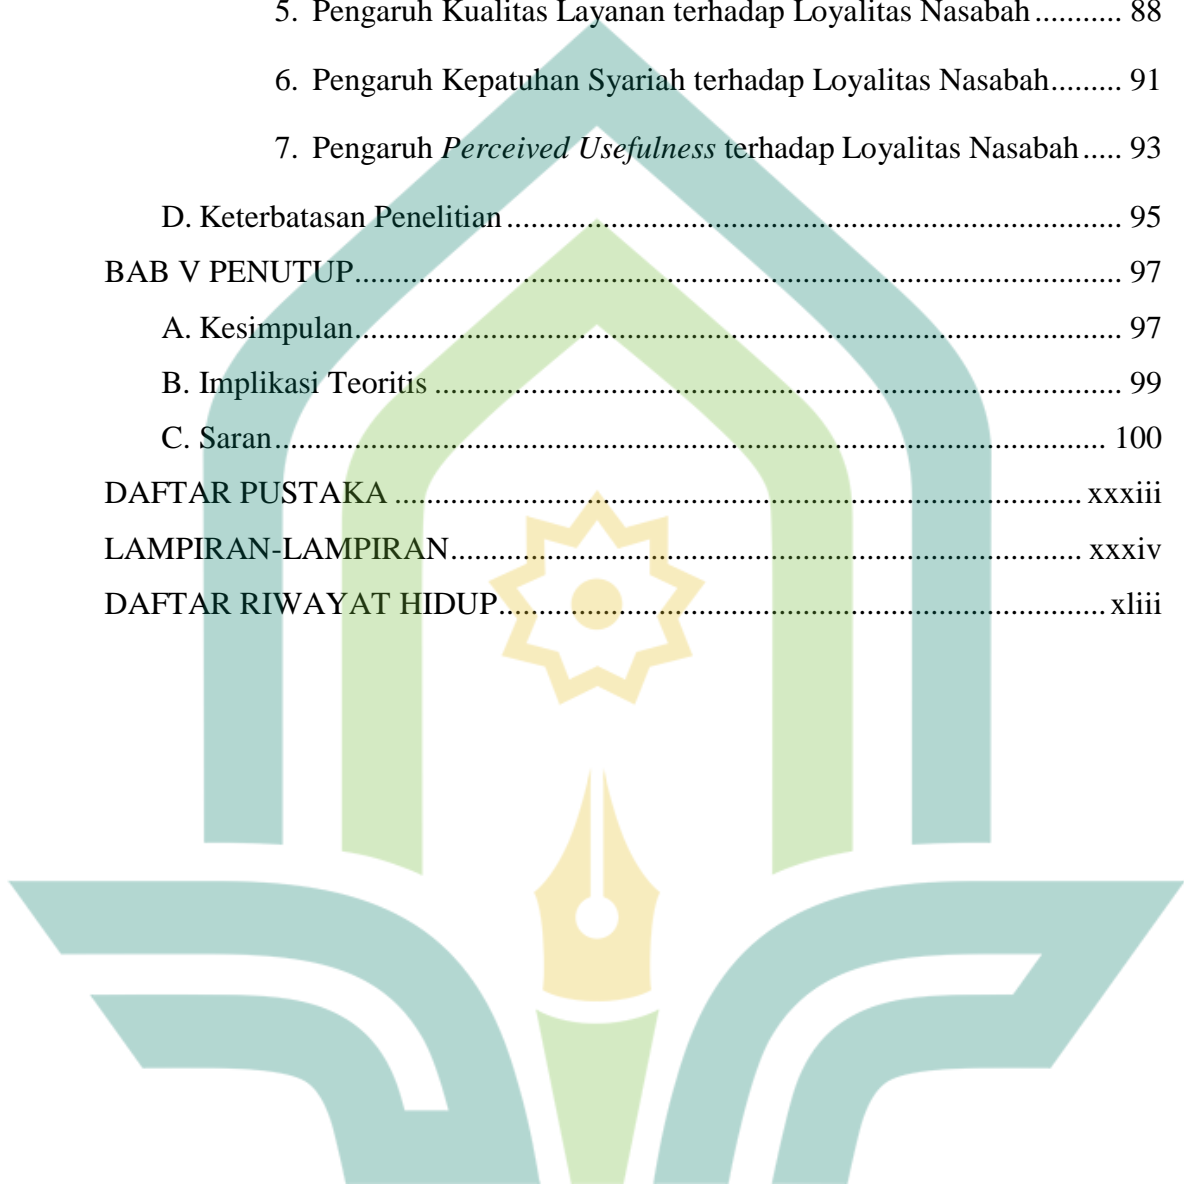 5. Pengaruh Kualitas Layanan terhadap Loyalitas Nasabah ........... 88
6. Pengaruh Kepatuhan Syariah terhadap Loyalitas Nasabah......... 91
7. Pengaruh Perceived Usefulness terhadap Loyalitas Nasabah ..... 93
D. Keterbatasan Penelitian ............................................................................ 95
BAB V PENUTUP............................................................................................... 97
A. Kesimpulan............................................................................................... 97
B. Implikasi Teoritis ..................................................................................... 99
C. Saran ....................................................................................................... 100
DAFTAR PUSTAKA ..................................................................................... xxxiii
LAMPIRAN-LAMPIRAN............................................................................... xxxiv
DAFTAR RIWAYAT HIDUP............................................................................ xliii